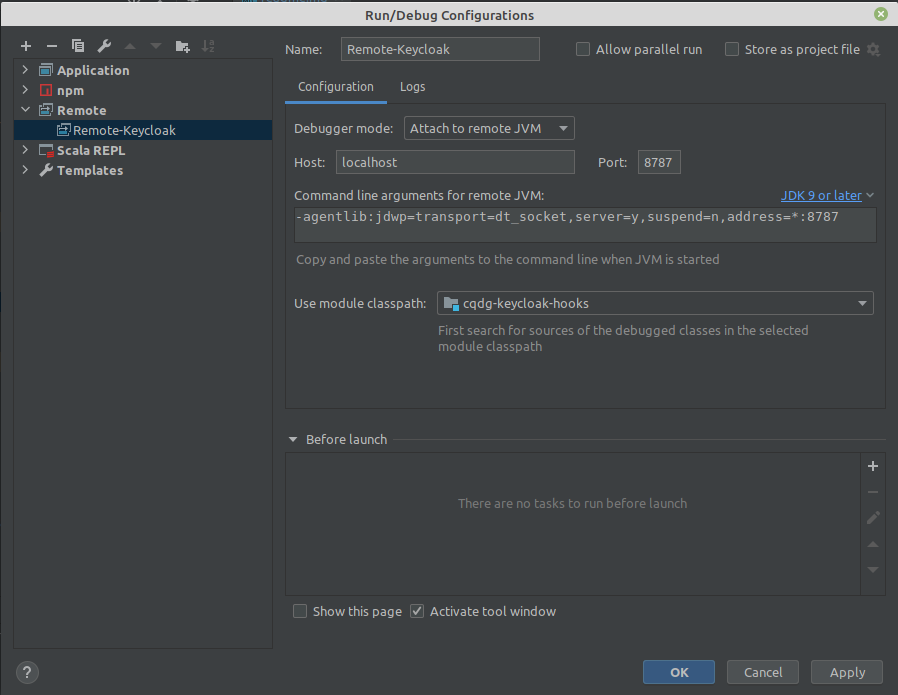 Run/Debug Configurations
Name:
Remote-Keycloak
Allow parallel run
Store as project file
Application
npm
Remote
Remote-Keycloak
Scala REPL
Templates
Configuration
Logs
Debugger mode:
Attach to remote JVM
Host:
localhost
Port:
8787
Command line arguments for remote JVM:
JDK 9 or later
-agentlib:jdwp=transport=dt_socket,server=y,suspend=n,address=*:8787
Copy and paste the arguments to the command line when JVM is started
Use module classpath:
cqdg-keycloak-hooks
First search for sources of the debugged classes in the selected
module classpath
Before launch
There are no tasks to run before launch
Show this page
Activate tool window
?
OK
Cancel
Apply